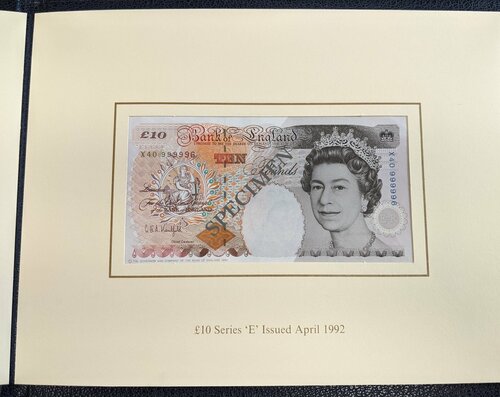 £10
Bank of England
X40 999996
TEN
Pounds
SPECIMEN
X40 999996
£10 Series ‘E’ Issued April 1992